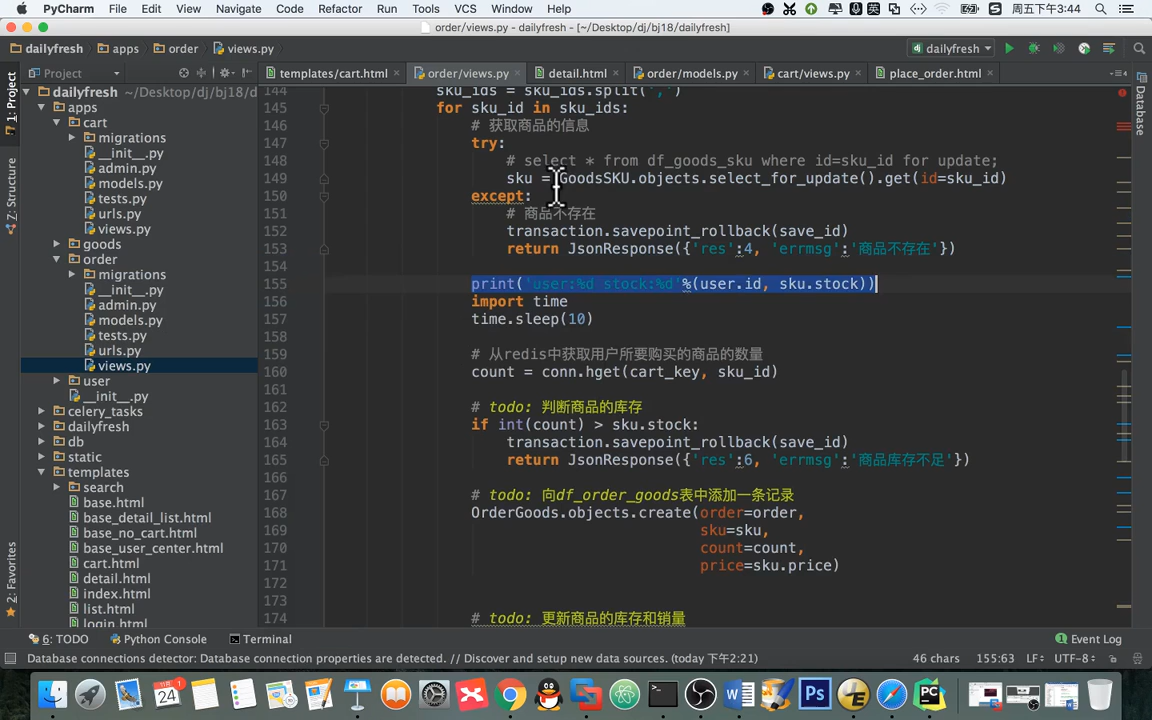 PyCharm File Edit View Navigate Code Refactor Run Tools VCS Window Help 英 周五下午3:44
order/views.py - dailyfresh - [~/Desktop/dj/bj18/dailyfresh]
dailyfresh apps order views.py dailyfresh
Project templates/cart.html order/views.py detail.html order/models.py cart/views.py place_order.html
1: Project
Z: Structure
2: Favorites
Database
dailyfresh ~/Desktop/dj/bj18/d
apps
cart
migrations
__init__.py
admin.py
models.py
tests.py
urls.py
views.py
goods
order
migrations
__init__.py
admin.py
models.py
tests.py
urls.py
views.py
user
__init__.py
celery_tasks
dailyfresh
db
static
templates
search
base.html
base_detail_list.html
base_no_cart.html
base_user_center.html
cart.html
detail.html
index.html
list.html
login.html
144 sku_ids = sku_ids.split(',')
145 for sku_id in sku_ids:
146 # 获取商品的信息
147 try:
148 # select * from df_goods_sku where id=sku_id for update;
149 sku = GoodsSKU.objects.select_for_update().get(id=sku_id)
150 except:
151 # 商品不存在
152 transaction.savepoint_rollback(save_id)
153 return JsonResponse({'res':4, 'errmsg':'商品不存在'})
154
155 print('user:%d stock:%d'%(user.id, sku.stock))
156 import time
157 time.sleep(10)
158
159 # 从redis中获取用户所要购买的商品的数量
160 count = conn.hget(cart_key, sku_id)
161
162 # todo: 判断商品的库存
163 if int(count) > sku.stock:
164 transaction.savepoint_rollback(save_id)
165 return JsonResponse({'res':6, 'errmsg':'商品库存不足'})
166
167 # todo: 向df_order_goods表中添加一条记录
168 OrderGoods.objects.create(order=order,
169 sku=sku,
170 count=count,
171 price=sku.price)
172
173
174 # todo: 更新商品的库存和销量
6: TODO Python Console Terminal 1 Event Log
Database connections detector: Database connection properties are detected. // Discover and setup new data sources. (today 下午2:21) 46 chars 155:63 LF UTF-8